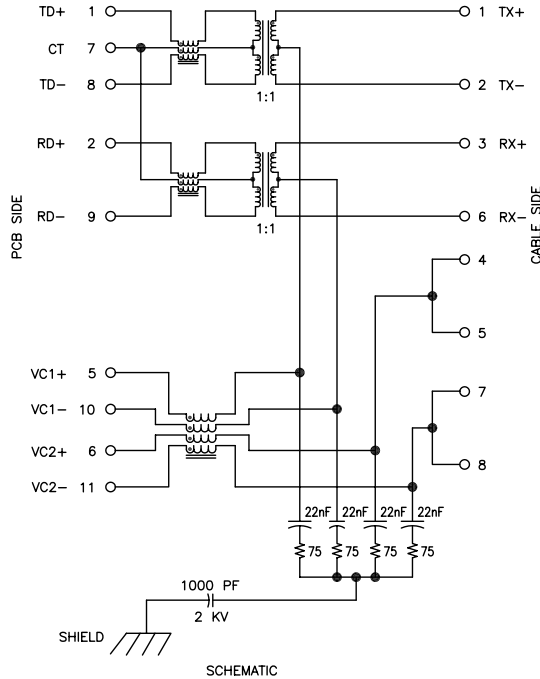 TD+ 1 1 TX+
CT 7
TD- 8 2 TX-
1:1
RD+ 2 3 RX+
RD- 9 6 RX-
1:1
PCB SIDE
CABLE SIDE
4
5
VC1+ 5
7
VC1- 10
VC2+ 6
8
VC2- 11
22nF 22nF 22nF 22nF
75 75 75 75
1000 PF
2 KV
SHIELD
SCHEMATIC